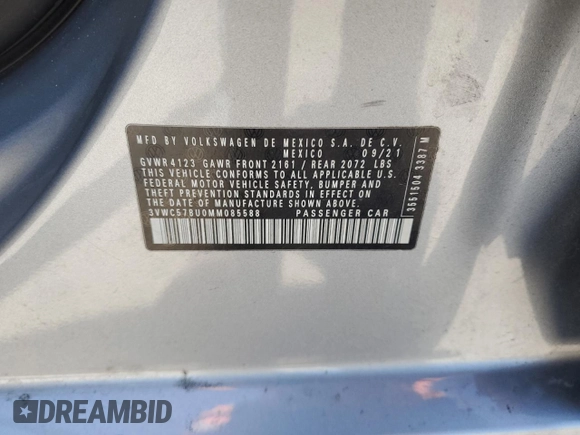 MFD BY VOLKSWAGEN DE MEXICO S.A. DE C.V.
MEXICO 09/21
GVWR 4123 GAWR FRONT 2161 / REAR 2072 LBS
THIS VEHICLE CONFORMS TO ALL APPLICABLE U.S.
FEDERAL MOTOR VEHICLE SAFETY, BUMPER, AND
THEFT PREVENTION STANDARDS IN EFFECT ON
THE DATE OF MANUFACTURE SHOWN ABOVE.
3VWC57BU0MM085588 PASSENGER CAR
3551504 3387 M
DREAMBID